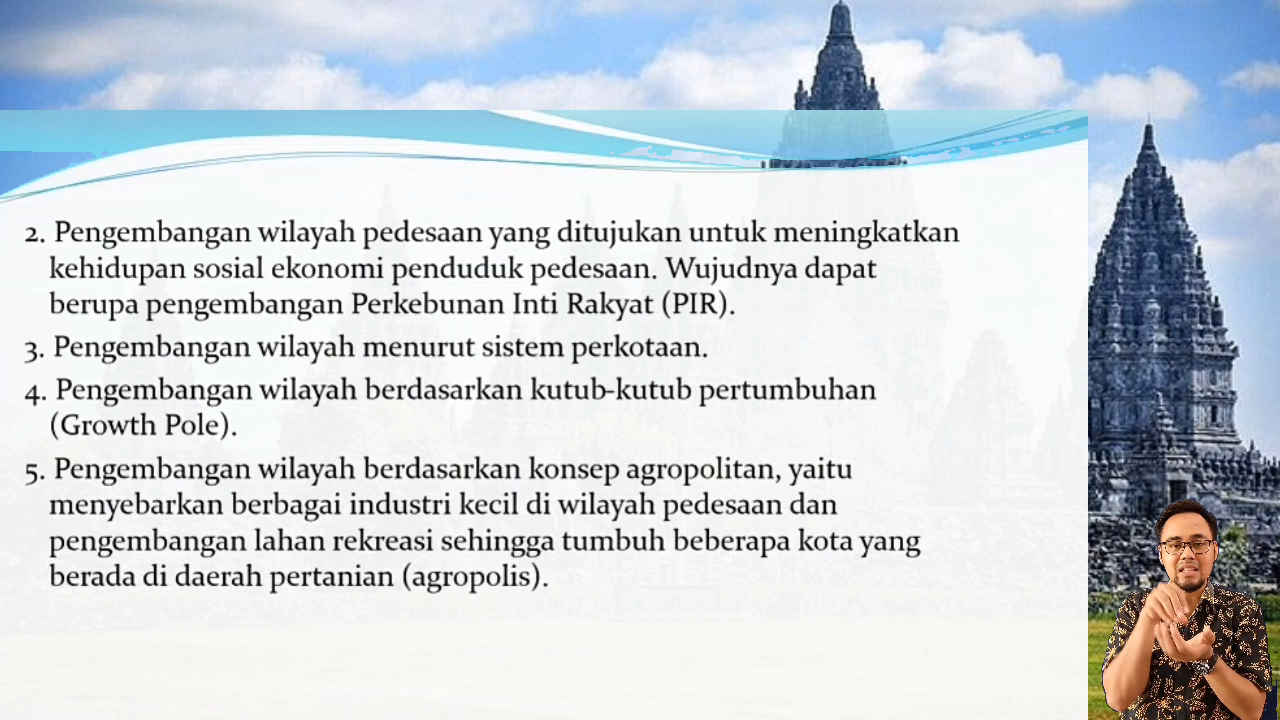 2. Pengembangan wilayah pedesaan yang ditujukan untuk meningkatkan
kehidupan sosial ekonomi penduduk pedesaan. Wujudnya dapat
berupa pengembangan Perkebunan Inti Rakyat (PIR).
3. Pengembangan wilayah menurut sistem perkotaan.
4. Pengembangan wilayah berdasarkan kutub-kutub pertumbuhan
(Growth Pole).
5. Pengembangan wilayah berdasarkan konsep agropolitan, yaitu
menyebarkan berbagai industri kecil di wilayah pedesaan dan
pengembangan lahan rekreasi sehingga tumbuh beberapa kota yang
berada di daerah pertanian (agropolis).